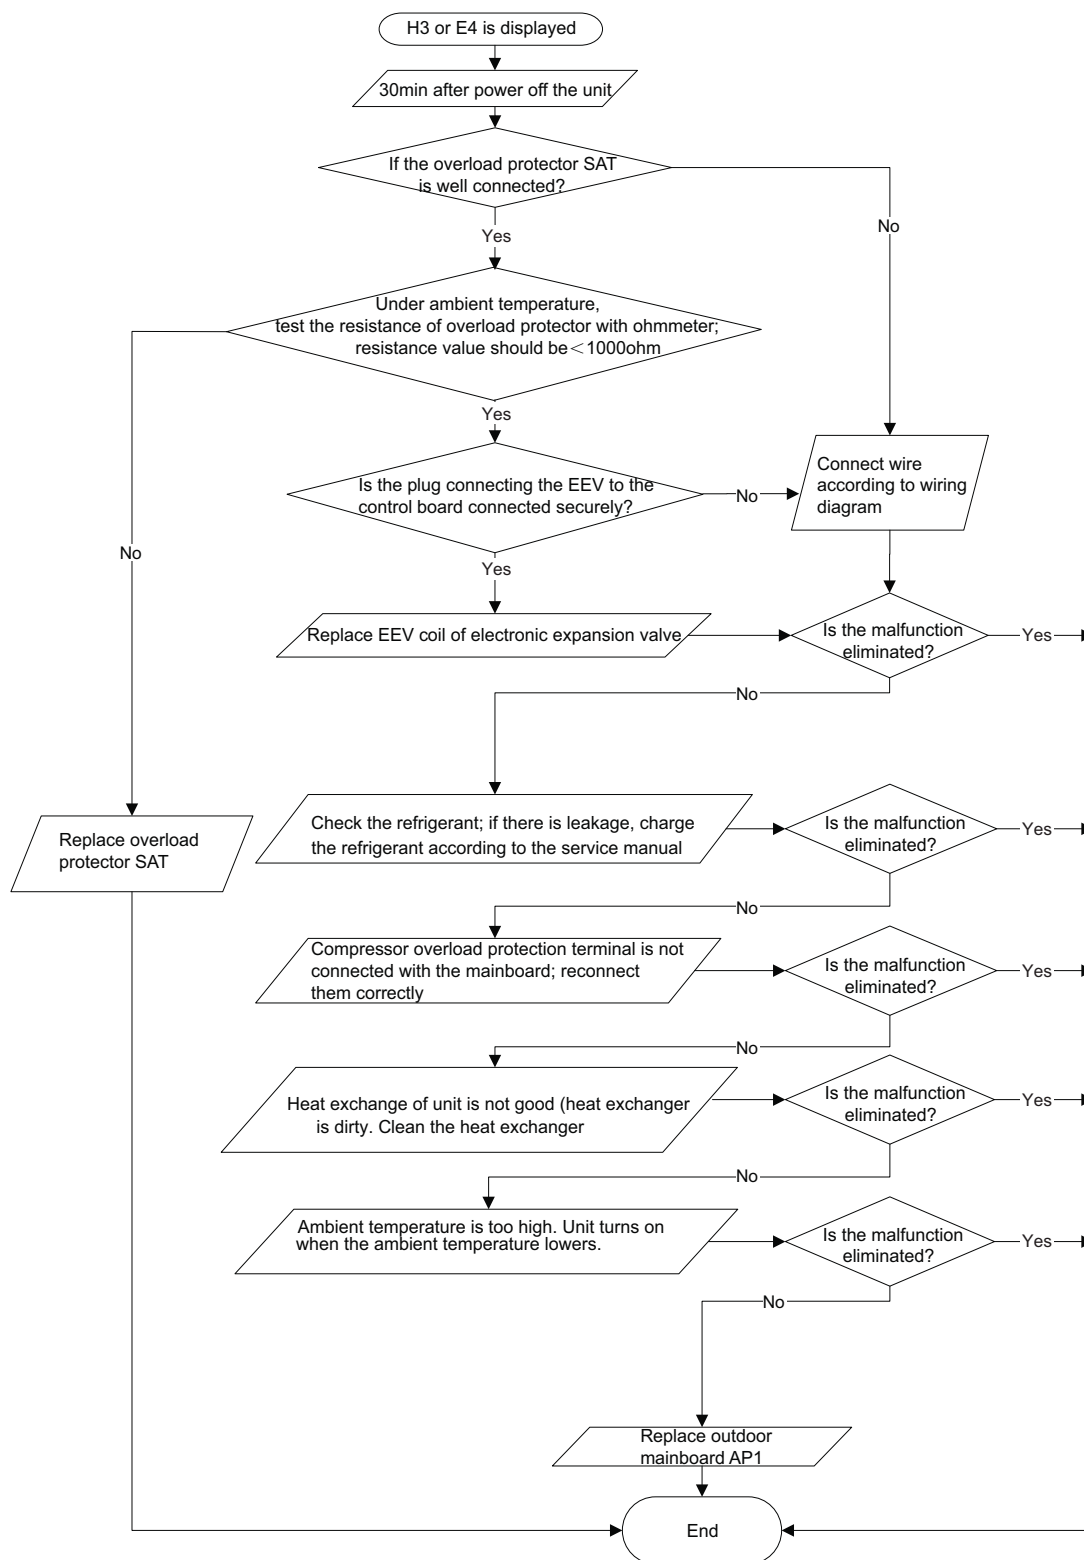 H3 or E4 is displayed
30min after power off the unit
If the overload protector SAT
is well connected?
No
Yes
Under ambient temperature,
test the resistance of overload protector with ohmmeter;
resistance value should be＜1000ohm
Yes
Is the plug connecting the EEV to the
control board connected securely?
No
Connect wire
according to wiring
diagram
No
Yes
Replace EEV coil of electronic expansion valve
Is the malfunction
eliminated?
Yes
No
Replace overload
protector SAT
Check the refrigerant; if there is leakage, charge
the refrigerant according to the service manual
Is the malfunction
eliminated?
Yes
No
Compressor overload protection terminal is not
connected with the mainboard; reconnect
them correctly
Is the malfunction
eliminated?
Yes
No
Heat exchange of unit is not good (heat exchanger
is dirty. Clean the heat exchanger
Is the malfunction
eliminated?
Yes
No
Ambient temperature is too high. Unit turns on
when the ambient temperature lowers.
Is the malfunction
eliminated?
Yes
No
Replace outdoor
mainboard AP1
End